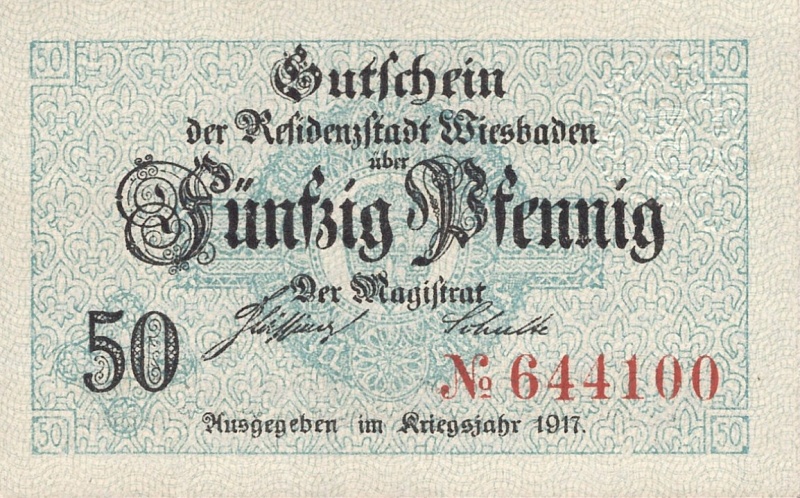 50 50
Gutschein
der Residenzstadt Wiesbaden
über
Fünfzig Pfennig
Der Magistrat
Schulte
50
№ 644100
Ausgegeben im Kriegsjahr 1917.
50 50